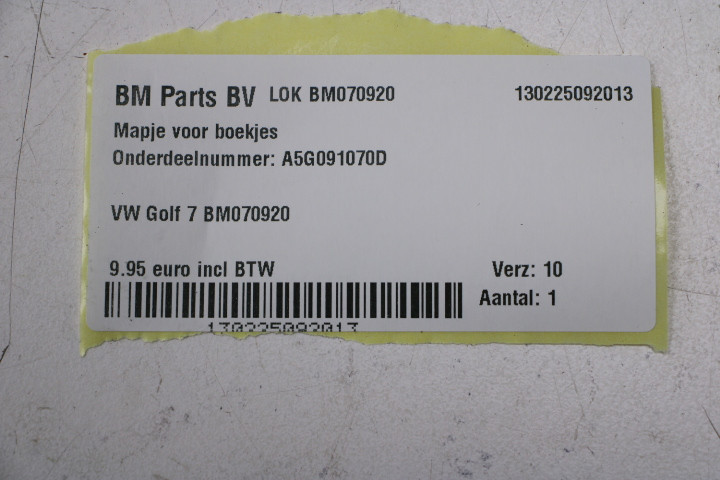 BM Parts BV LOK BM070920 130225092013
Mapje voor boekjes
Onderdeelnummer: A5G091070D
VW Golf 7 BM070920
9.95 euro incl BTW Verz: 10
Aantal: 1
130225092013